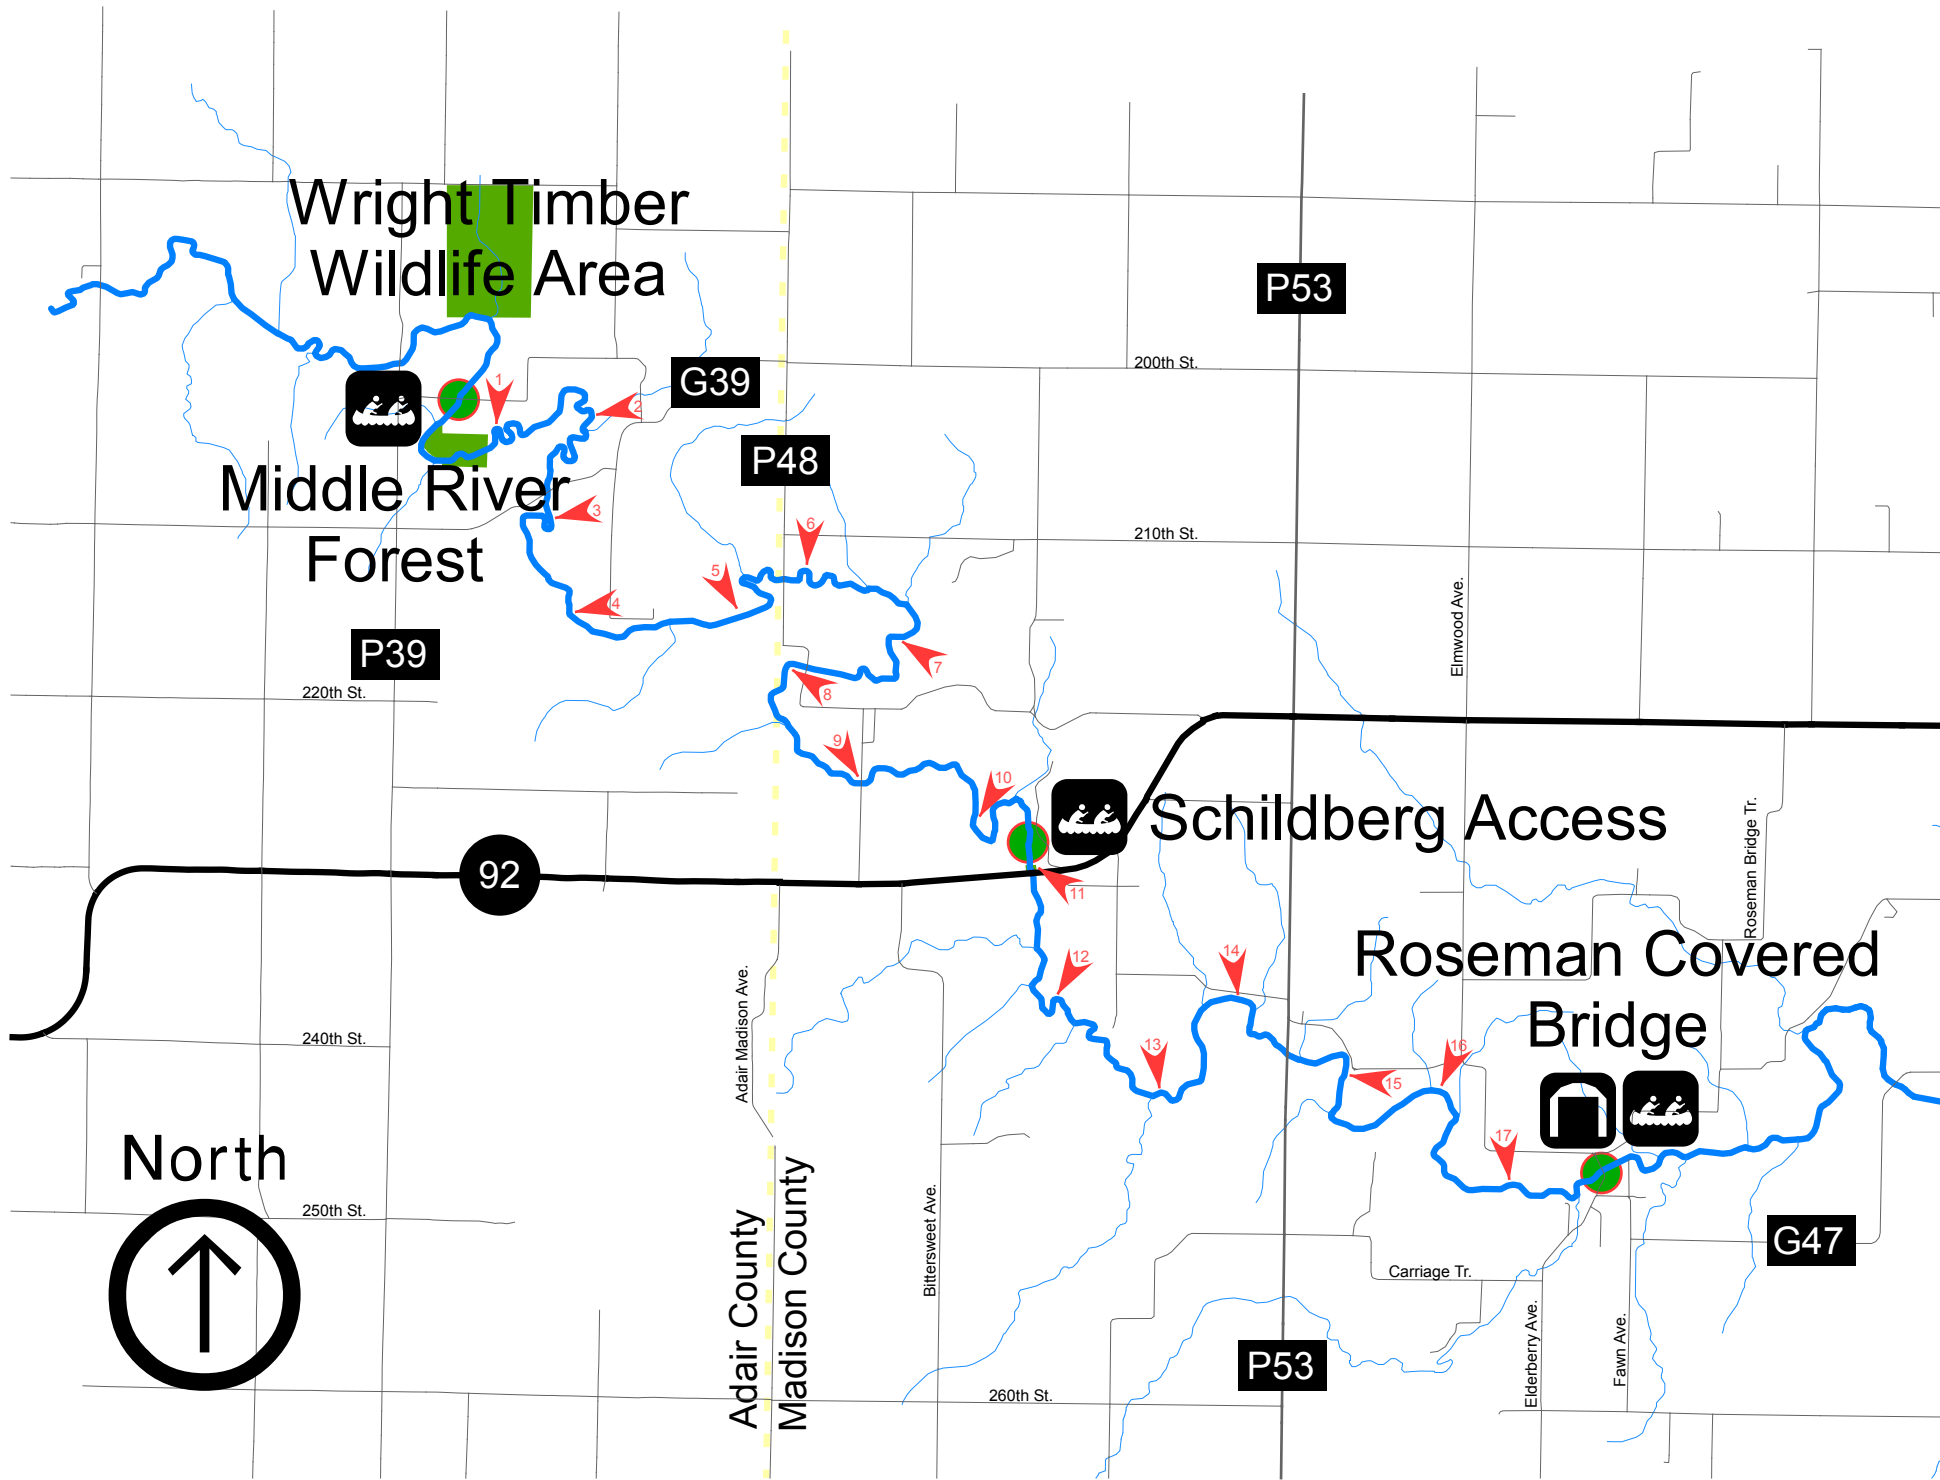 Wright Timber
Wildlife Area
P53
200th St.
G39
1
2
P48
Middle River
Forest
3
6
210th St.
5
4
Elmwood Ave.
P39
7
220th St.
8
9
10
Schildberg Access
Roseman Bridge Tr.
92
11
Roseman Covered
Bridge
12
14
Adair Madison Ave.
240th St.
13
16
15
17
North
250th St.
Adair County
Madison County
Bittersweet Ave.
G47
Carriage Tr.
Elderberry Ave.
Fawn Ave.
P53
260th St.